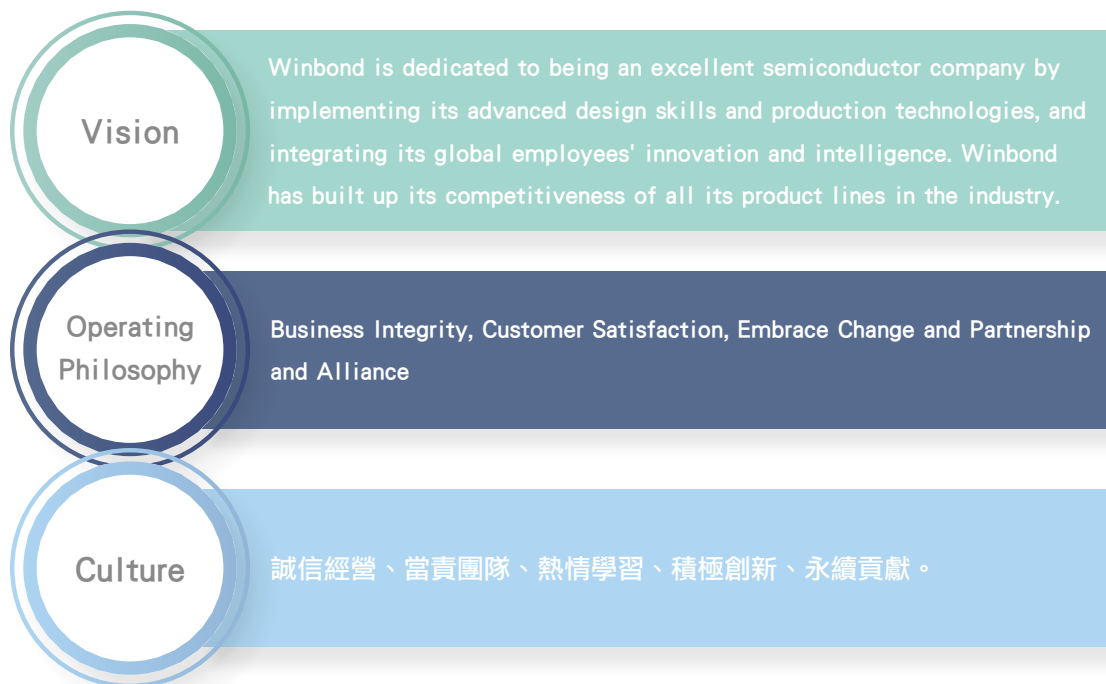 Vision
Winbond is dedicated to being an excellent semiconductor company by
implementing its advanced design skills and production technologies, and
integrating its global employees' innovation and intelligence. Winbond
has built up its competitiveness of all its product lines in the industry.
Operating
Philosophy
Business Integrity, Customer Satisfaction, Embrace Change and Partnership
and Alliance
Culture
誠信經營、當責團隊、熱情學習、積極創新、永續貢獻。